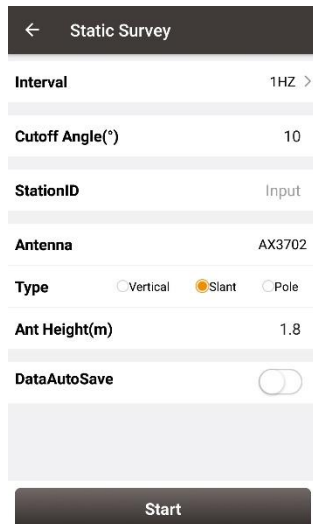 Static Survey
Interval 1HZ
Cutoff Angle(°) 10
StationID Input
Antenna AX3702
Type Vertical Slant Pole
Ant Height(m) 1.8
DataAutoSave
Start